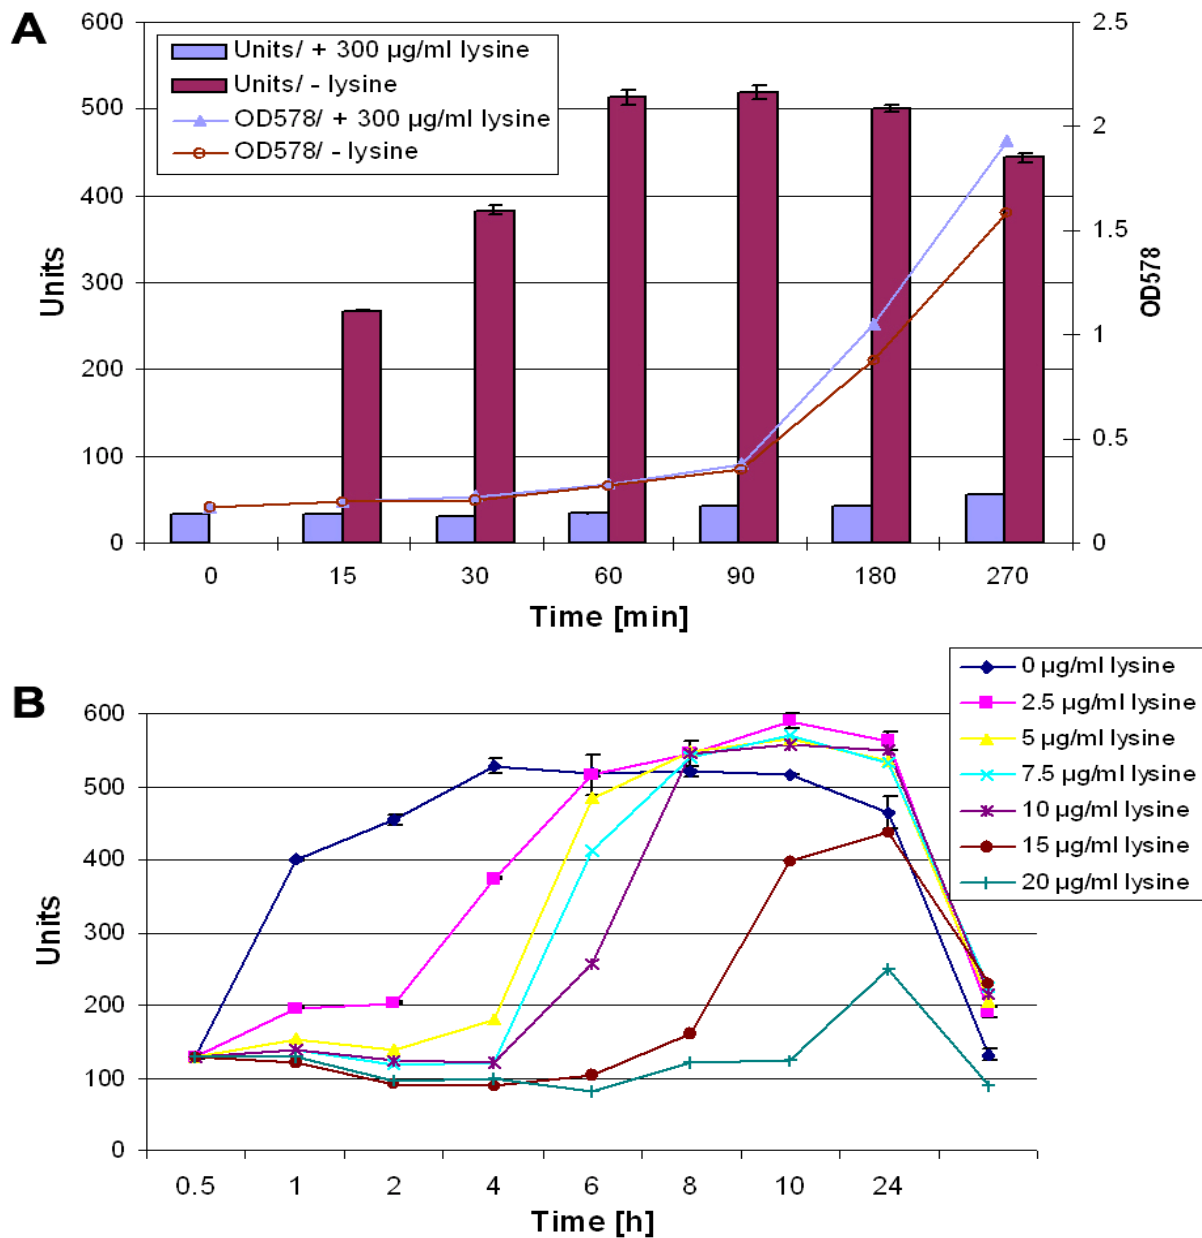 A
600
500
400
300
200
100
0
Units
Units/ + 300 µg/ml lysine
Units/ - lysine
OD578/ + 300 µg/ml lysine
OD578/ - lysine
2.5
2
1.5
1
0.5
0
OD578
0 15 30 60 90 180 270
Time [min]
B
600
500
400
300
200
100
0
Units
0 µg/ml lysine
2.5 µg/ml lysine
5 µg/ml lysine
7.5 µg/ml lysine
10 µg/ml lysine
15 µg/ml lysine
20 µg/ml lysine
0.5 1 2 4 6 8 10 24
Time [h]